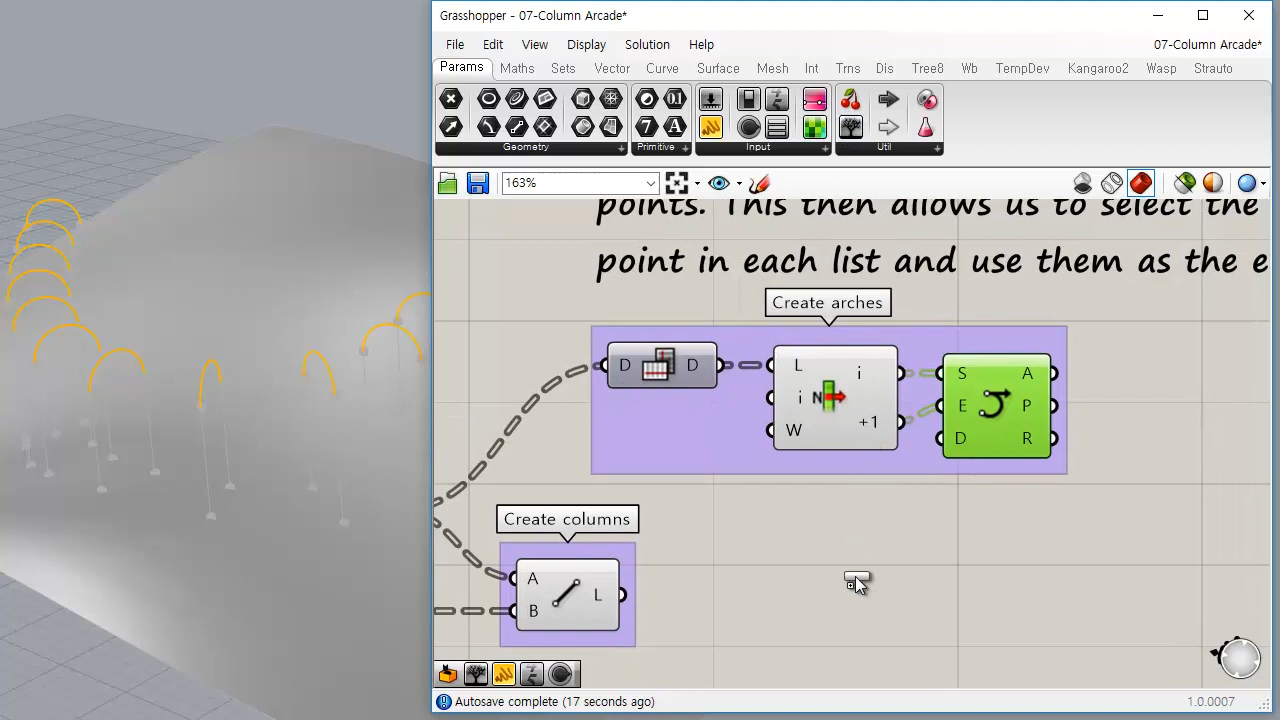 Grasshopper - 07-Column Arcade*
File Edit View Display Solution Help
07-Column Arcade*
Params Maths Sets Vector Curve Surface Mesh Int Trns Dis Tree8 Wb TempDev Kangaroo2 Wasp Strauto
Geometry Primitive Input Util
163%
points. This then allows us to select the
point in each list and use them as the e
Create arches
D D
L i
i N
W +1
S A
E P
D R
Create columns
A L
B
Autosave complete (17 seconds ago)
1.0.0007